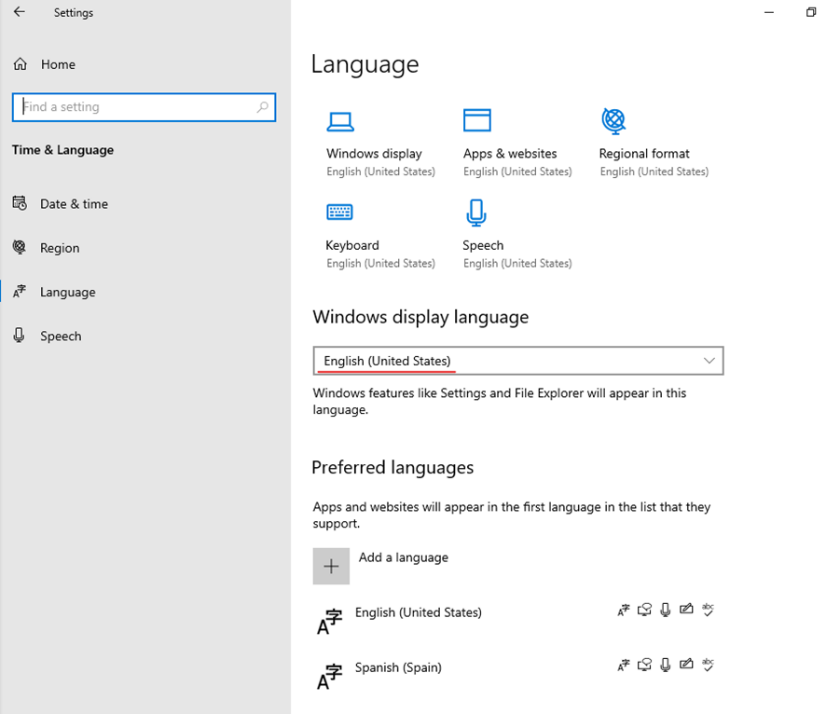 Settings
Home
Find a setting
Time & Language
Date & time
Region
Language
Speech
Language
Windows display
English (United States)
Apps & websites
English (United States)
Regional format
English (United States)
Keyboard
English (United States)
Speech
English (United States)
Windows display language
English (United States)
Windows features like Settings and File Explorer will appear in this
language.
Preferred languages
Apps and websites will appear in the first language in the list that they
support.
Add a language
English (United States)
Spanish (Spain)